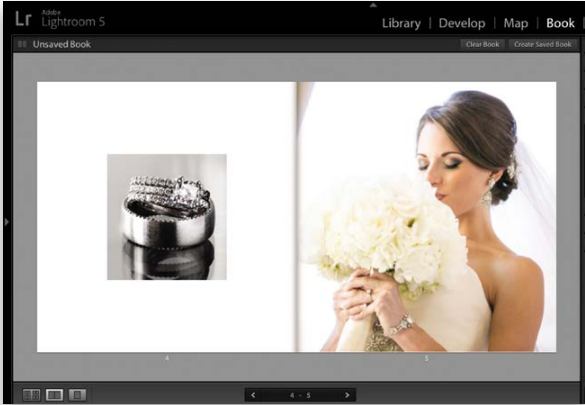 Lr Adobe
Lightroom 5
Library | Develop | Map | Book
Unsaved Book
Clear Book Create Saved Book
4 5
4 - 5